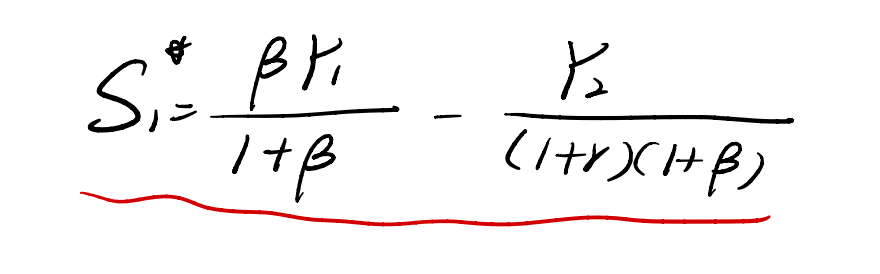 S₁* = βY₁/(1+β) − Y₂/((1+r)(1+β))